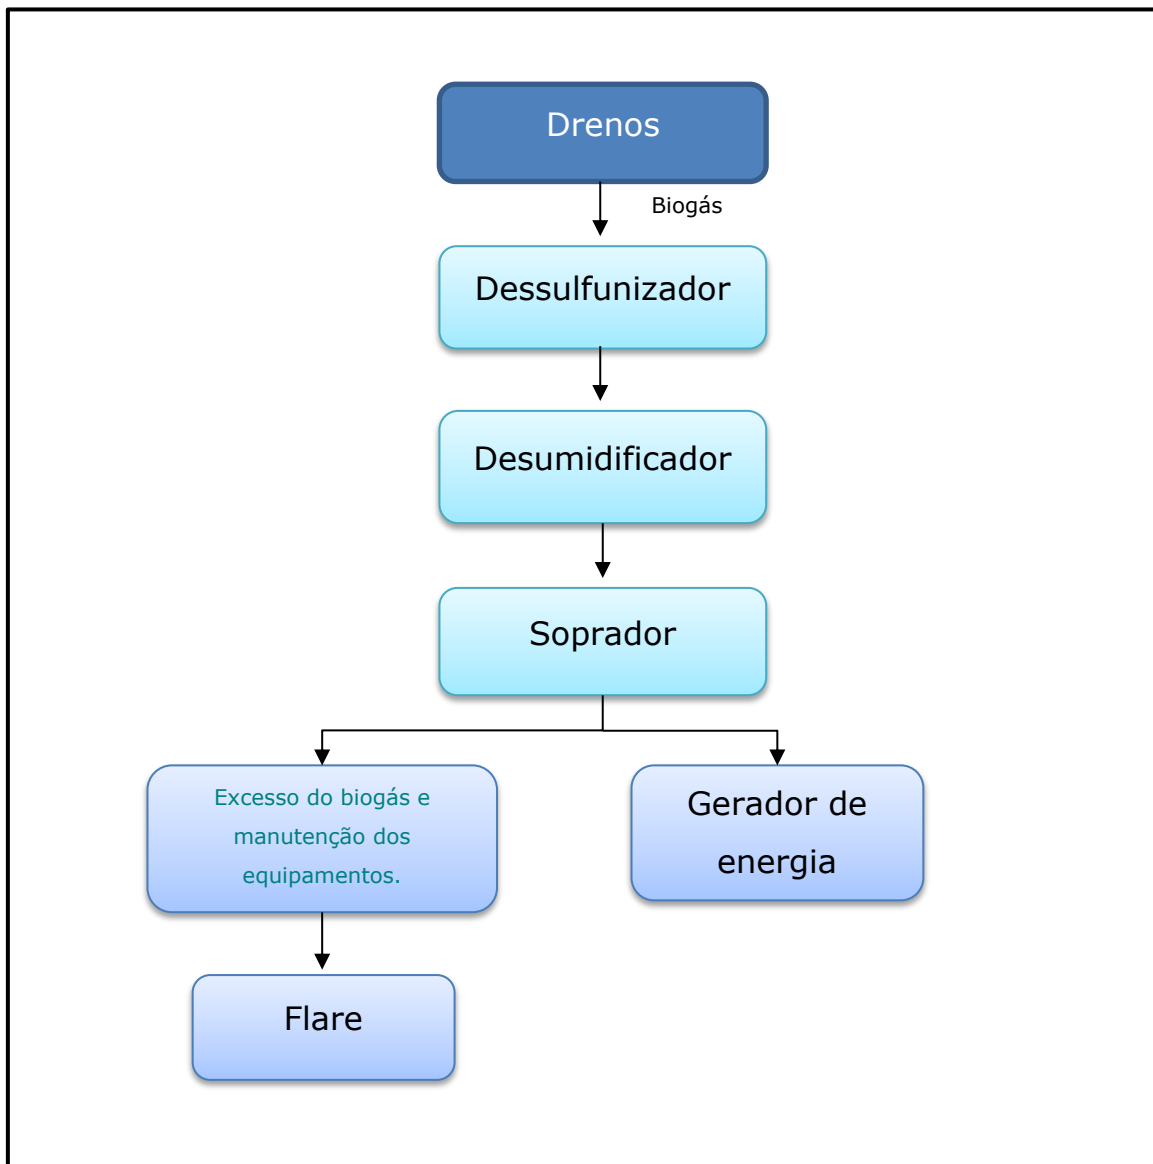 Drenos
Biogás
Dessulfunizador
Desumidificador
Soprador
Excesso do biogás e
manutenção dos
equipamentos.
Gerador de
energia
Flare